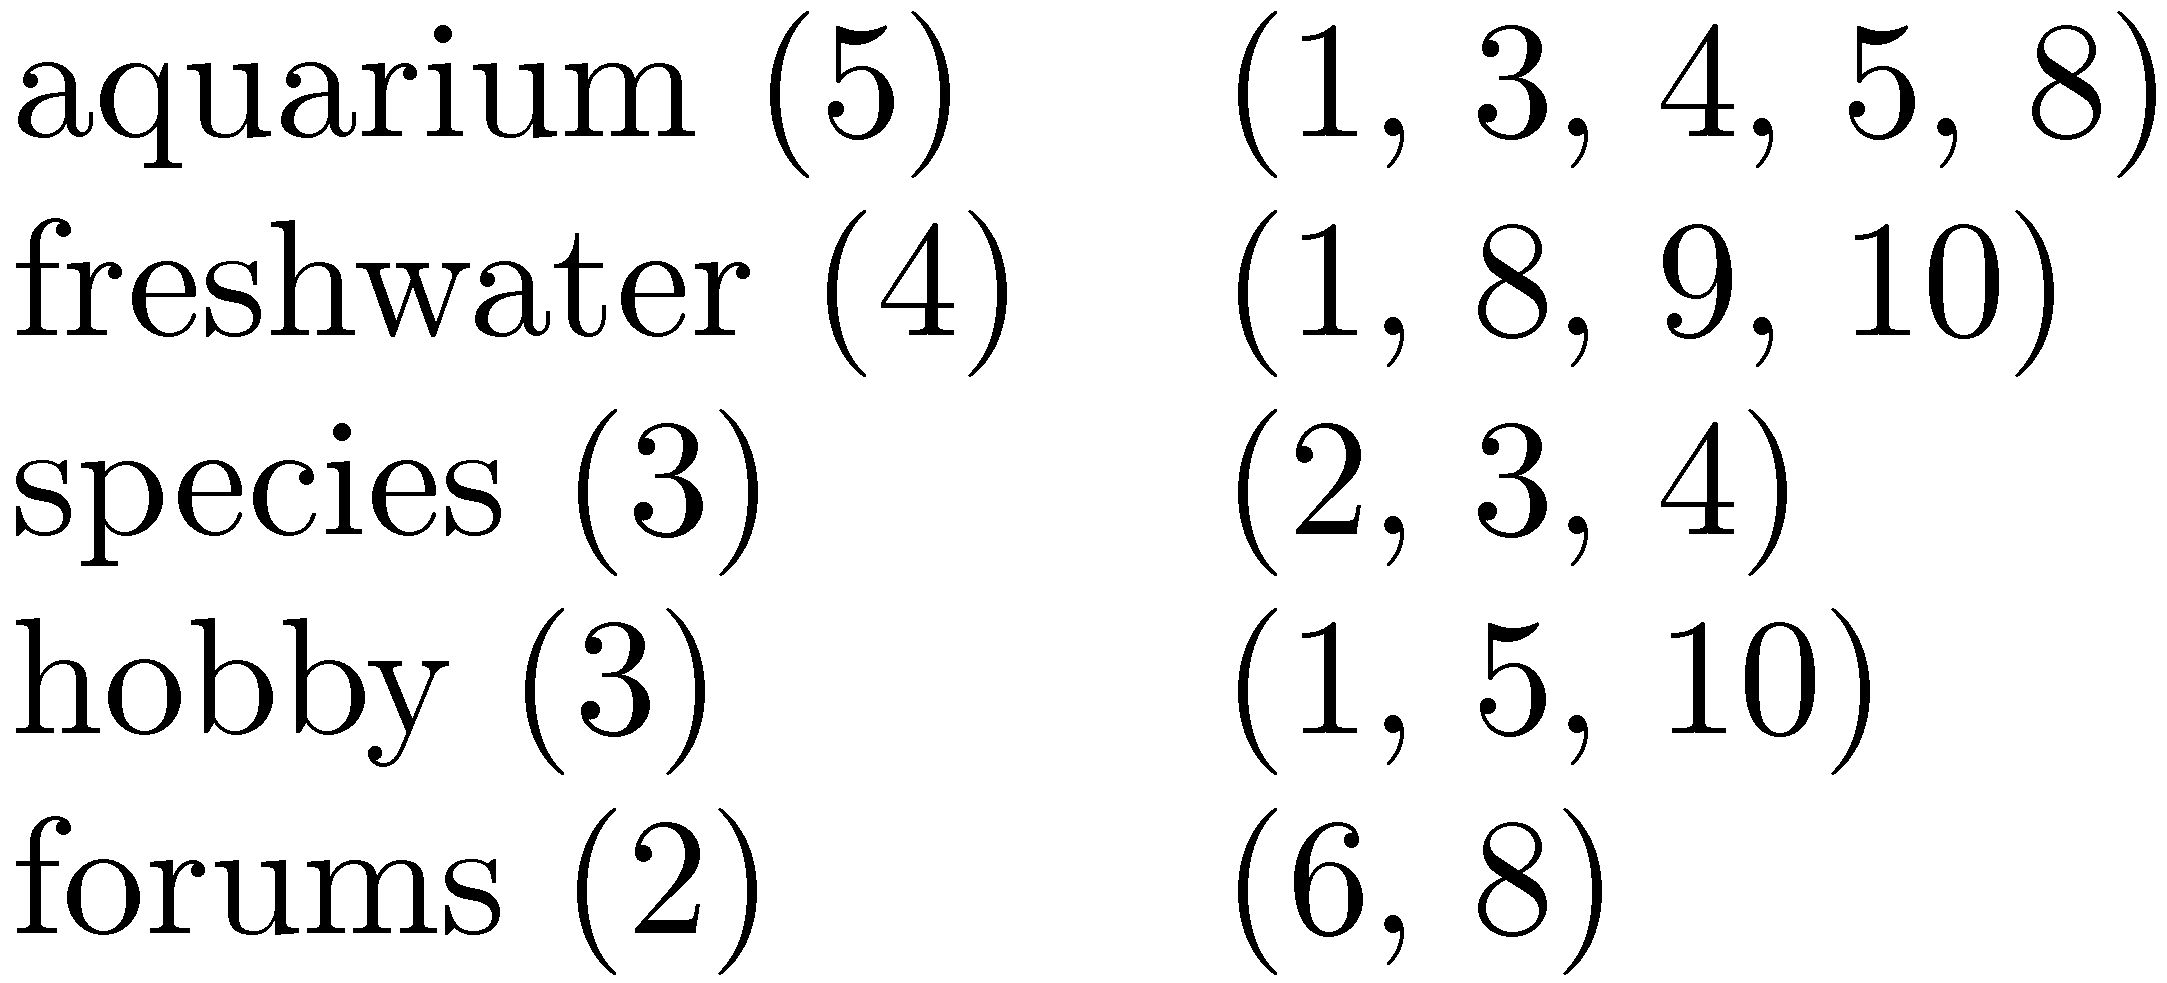 aquarium (5) (1, 3, 4, 5, 8)
freshwater (4) (1, 8, 9, 10)
species (3) (2, 3, 4)
hobby (3) (1, 5, 10)
forums (2) (6, 8)